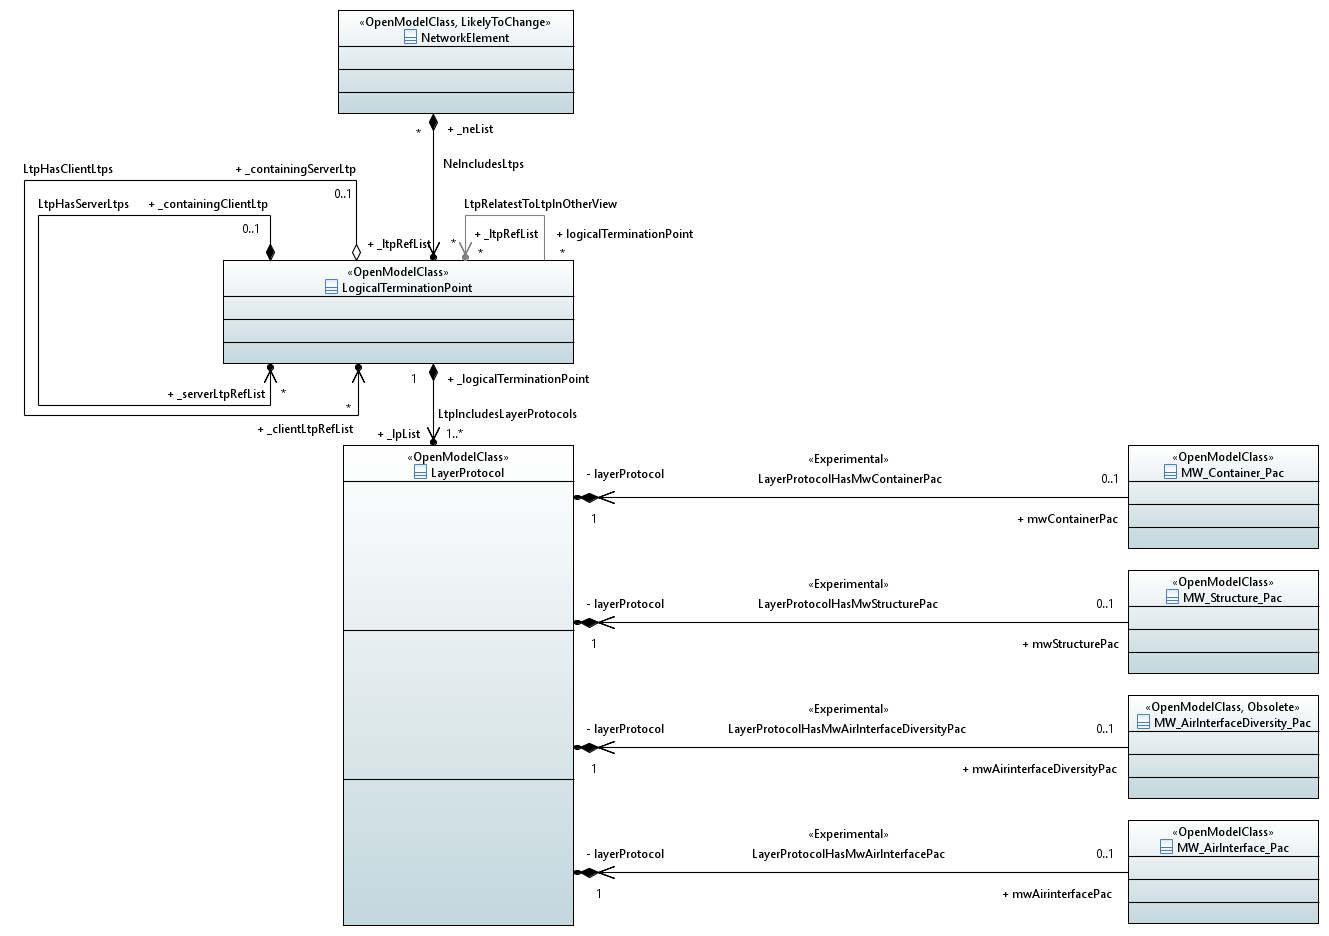 «OpenModelClass, LikelyToChange»
NetworkElement
*
+ _neList
NeIncludesLtps
LtpHasClientLtps
+ _containingServerLtp
0..1
LtpHasServerLtps
+ _containingClientLtp
0..1
LtpRelatestToLtpInOtherView
+ _ltpRefList
*
+ _ltpRefList
*
+ logicalTerminationPoint
*
«OpenModelClass»
LogicalTerminationPoint
+ _serverLtpRefList
*
*
+ _clientLtpRefList
1
+ _logicalTerminationPoint
LtpIncludesLayerProtocols
+ _lpList
1..*
«OpenModelClass»
LayerProtocol
- layerProtocol
«Experimental»
LayerProtocolHasMwContainerPac
0..1
1
+ mwContainerPac
«OpenModelClass»
MW_Container_Pac
«Experimental»
- layerProtocol
LayerProtocolHasMwStructurePac
0..1
1
+ mwStructurePac
«OpenModelClass»
MW_Structure_Pac
«Experimental»
- layerProtocol
LayerProtocolHasMwAirInterfaceDiversityPac
0..1
1
+ mwAirinterfaceDiversityPac
«OpenModelClass, Obsolete»
MW_AirInterfaceDiversity_Pac
«Experimental»
- layerProtocol
LayerProtocolHasMwAirInterfacePac
0..1
1
+ mwAirinterfacePac
«OpenModelClass»
MW_AirInterface_Pac